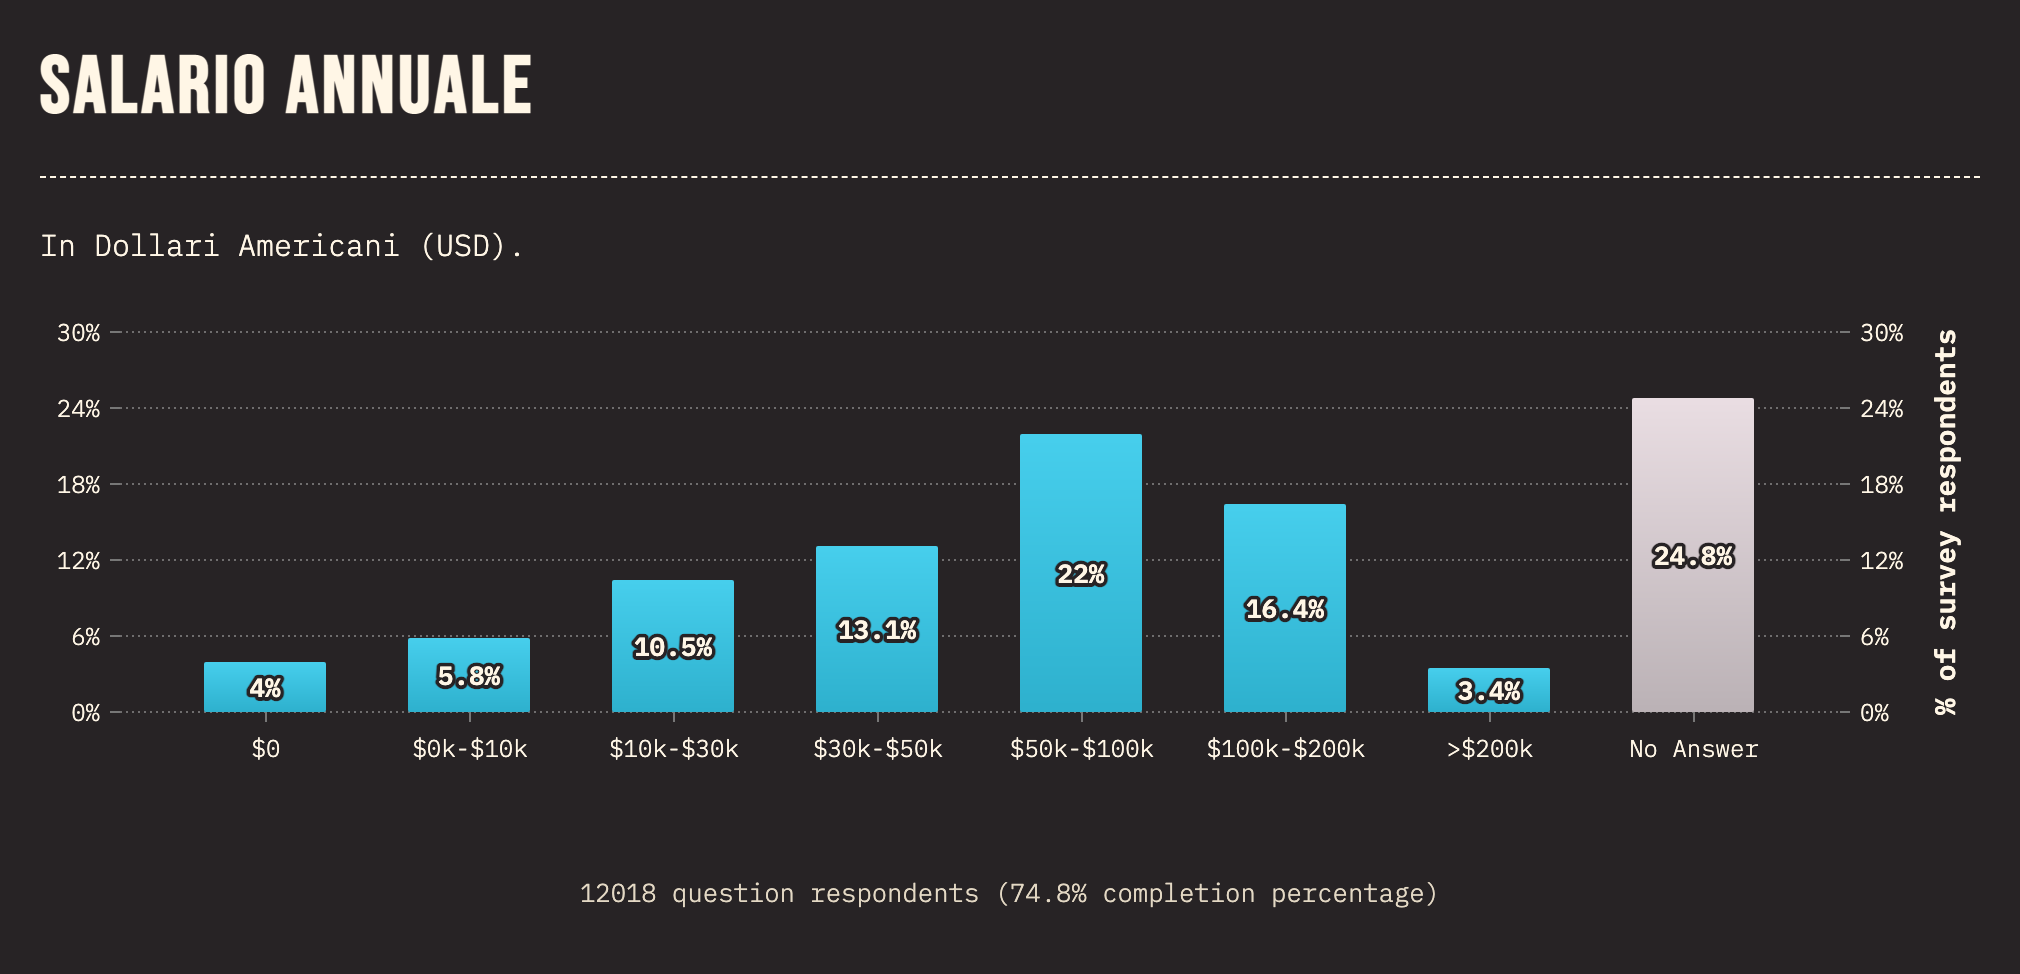 SALARIO ANNUALE
In Dollari Americani (USD).
30%
24%
18%
12%
6%
0%
4%
5.8%
10.5%
13.1%
22%
16.4%
3.4%
24.8%
$0
$0k-$10k
$10k-$30k
$30k-$50k
$50k-$100k
$100k-$200k
>$200k
No Answer
30%
24%
18%
12%
6%
0%
% of survey respondents
12018 question respondents (74.8% completion percentage)